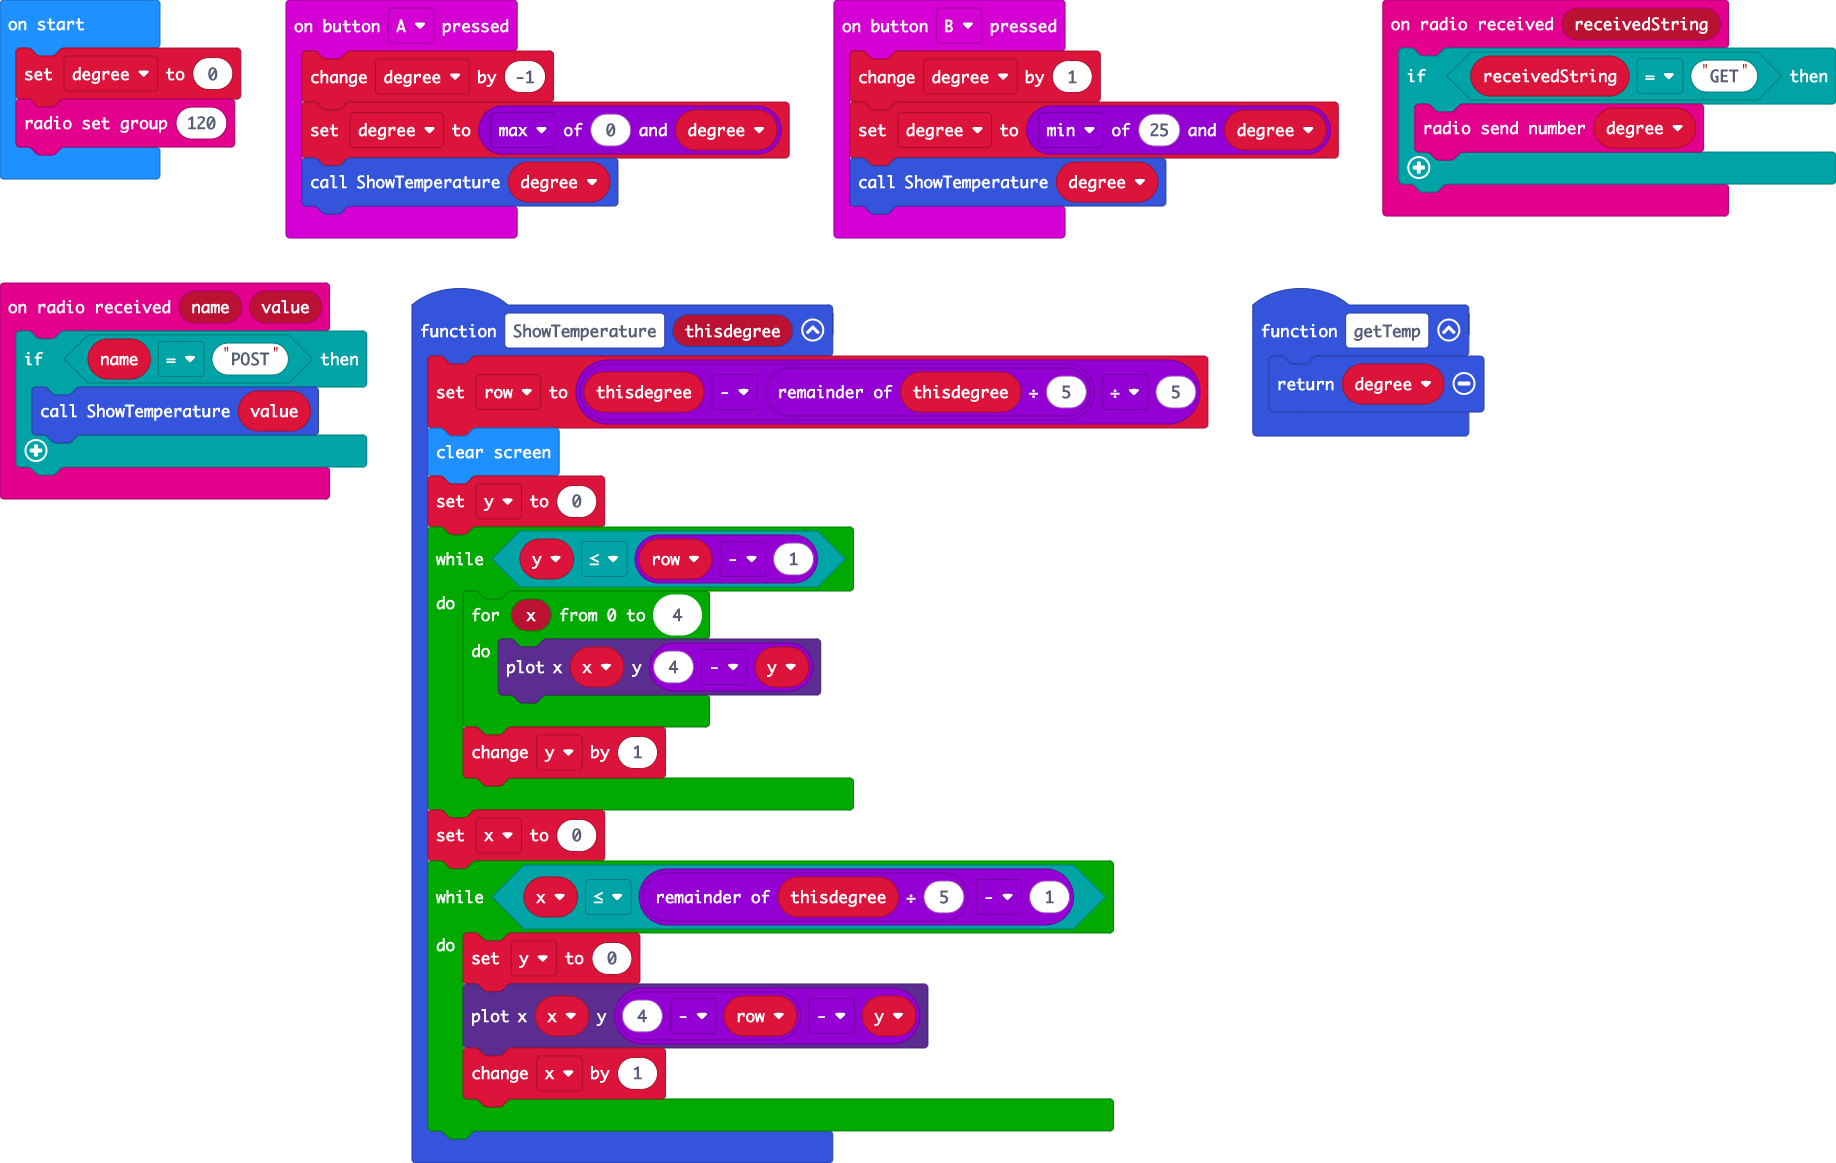 on start
set degree to 0
radio set group 120
on button A pressed
change degree by -1
set degree to max of 0 and degree
call ShowTemperature degree
on button B pressed
change degree by 1
set degree to min of 25 and degree
call ShowTemperature degree
on radio received receivedString
if receivedString = "GET" then
radio send number degree
on radio received name value
if name = "POST" then
call ShowTemperature value
function ShowTemperature thisdegree
set row to thisdegree - remainder of thisdegree ÷ 5 ÷ 5
clear screen
set y to 0
while y ≤ row - 1
do
for x from 0 to 4
do
plot x x y 4 - y
change y by 1
set x to 0
while x ≤ remainder of thisdegree ÷ 5 - 1
do
set y to 0
plot x x y 4 - row - y
change x by 1
function getTemp
return degree